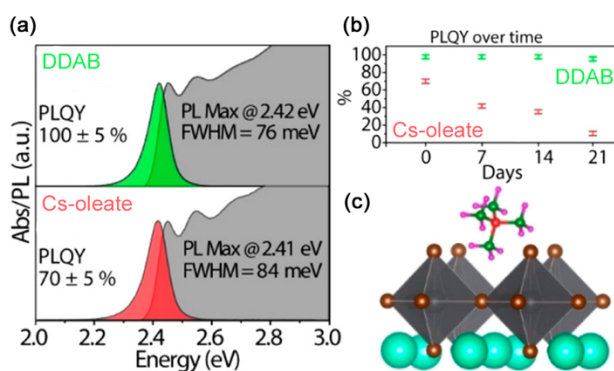 (a)
DDAB
PLQY
100 ± 5 %
PL Max @ 2.42 eV
FWHM = 76 meV
Cs-oleate
PLQY
70 ± 5 %
PL Max @ 2.41 eV
FWHM = 84 meV
Abs/PL (a.u.)
2.0 2.2 2.4 2.6 2.8 3.0
Energy (eV)
(b)
PLQY over time
100
80
60
40
20
0
%
DDAB
Cs-oleate
0 7 14 21
Days
(c)